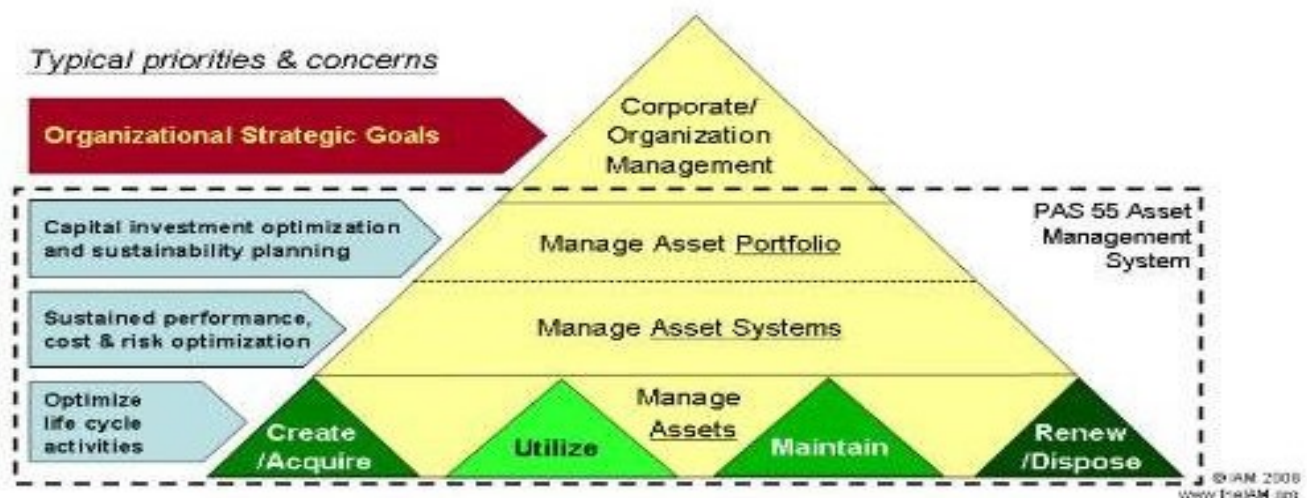 Typical priorities & concerns
Organizational Strategic Goals
Corporate/
Organization
Management
Capital investment optimization
and sustainability planning
Manage Asset Portfolio
PAS 55 Asset
Management
System
Sustained performance,
cost & risk optimization
Manage Asset Systems
Optimize
life cycle
activities
Manage
Assets
Create
/Acquire
Utilize
Maintain
Renew
/Dispose
© IAM 2008